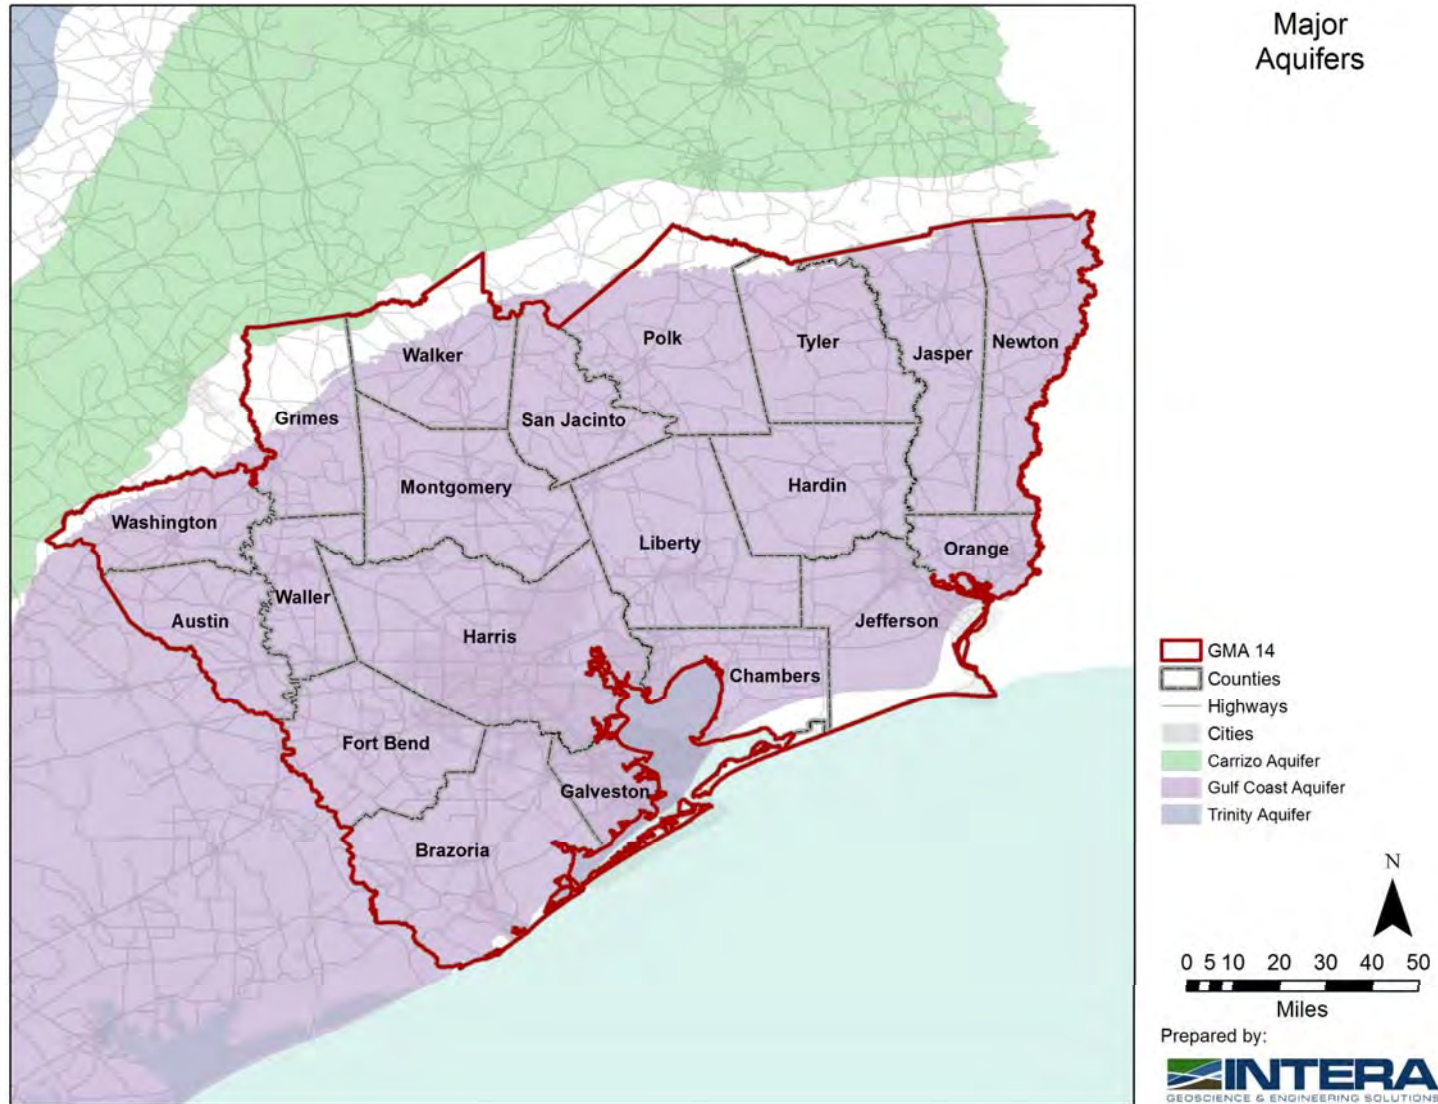 Major
Aquifers
Polk
Tyler
Jasper
Newton
Walker
Grimes
San Jacinto
Montgomery
Hardin
Washington
Liberty
Orange
Waller
Austin
Harris
Jefferson
Chambers
Fort Bend
Galveston
Brazoria
GMA 14
Counties
Highways
Cities
Carrizo Aquifer
Gulf Coast Aquifer
Trinity Aquifer
N
0 5 10 20 30 40 50
Miles
Prepared by:
INTERA
GEOSCIENCE & ENGINEERING SOLUTIONS